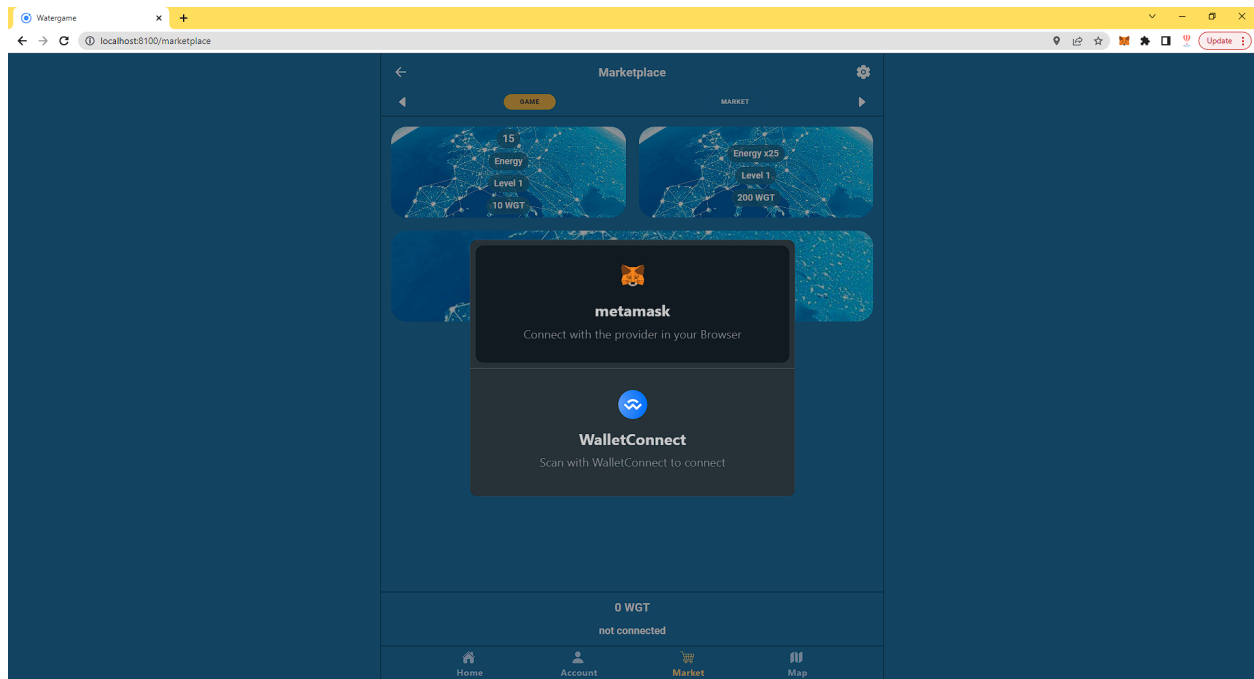 Watergame
localhost:8100/marketplace
Update
Marketplace
GAME
MARKET
15
Energy
Level 1
10 WGT
Energy x25
Level 1
200 WGT
metamask
Connect with the provider in your Browser
WalletConnect
Scan with WalletConnect to connect
0 WGT
not connected
Home
Account
Market
Map